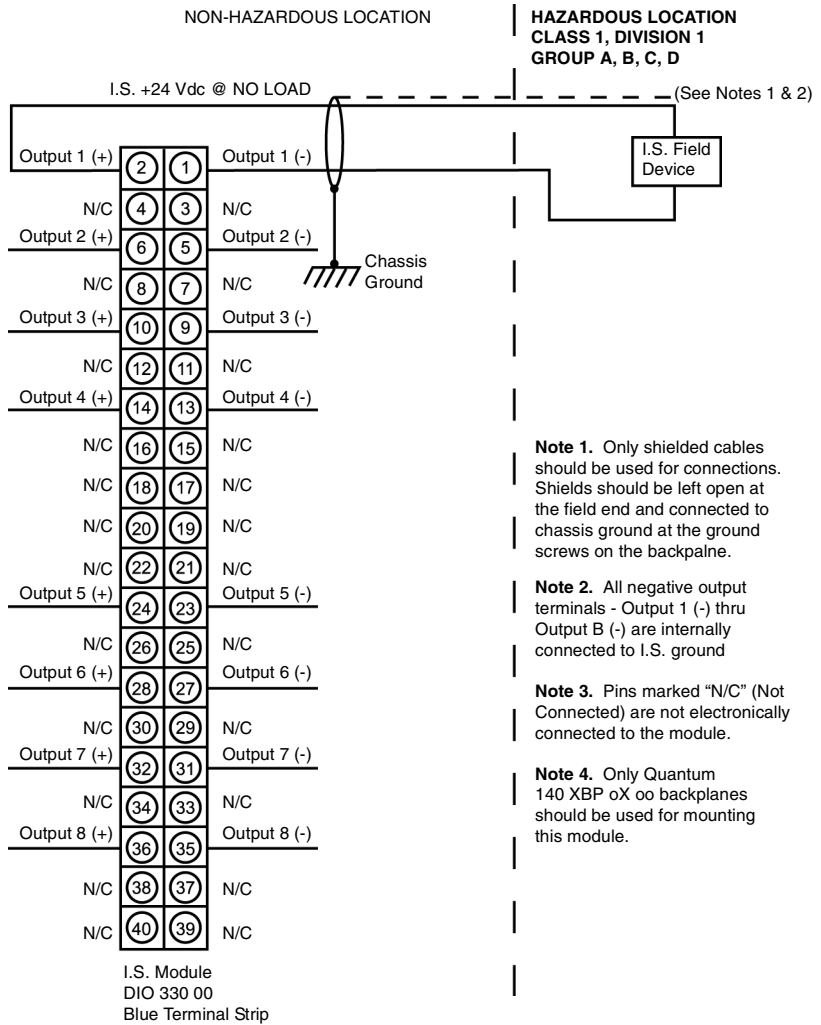 NON-HAZARDOUS LOCATION
HAZARDOUS LOCATION
CLASS 1, DIVISION 1
GROUP A, B, C, D
I.S. +24 Vdc @ NO LOAD
(See Notes 1 & 2)
I.S. Field
Device
Output 1 (+) 2 1 Output 1 (-)
N/C 4 3 N/C
Output 2 (+) 6 5 Output 2 (-)
Chassis
Ground
N/C 8 7 N/C
Output 3 (+) 10 9 Output 3 (-)
N/C 12 11 N/C
Output 4 (+) 14 13 Output 4 (-)
N/C 16 15 N/C
N/C 18 17 N/C
N/C 20 19 N/C
N/C 22 21 N/C
Output 5 (+) 24 23 Output 5 (-)
N/C 26 25 N/C
Output 6 (+) 28 27 Output 6 (-)
N/C 30 29 N/C
Output 7 (+) 32 31 Output 7 (-)
N/C 34 33 N/C
Output 8 (+) 36 35 Output 8 (-)
N/C 38 37 N/C
N/C 40 39 N/C
I.S. Module
DIO 330 00
Blue Terminal Strip
Note 1. Only shielded cables
should be used for connections.
Shields should be left open at
the field end and connected to
chassis ground at the ground
screws on the backpalne.
Note 2. All negative output
terminals - Output 1 (-) thru
Output B (-) are internally
connected to I.S. ground
Note 3. Pins marked “N/C” (Not
Connected) are not electronically
connected to the module.
Note 4. Only Quantum
140 XBP oX oo backplanes
should be used for mounting
this module.